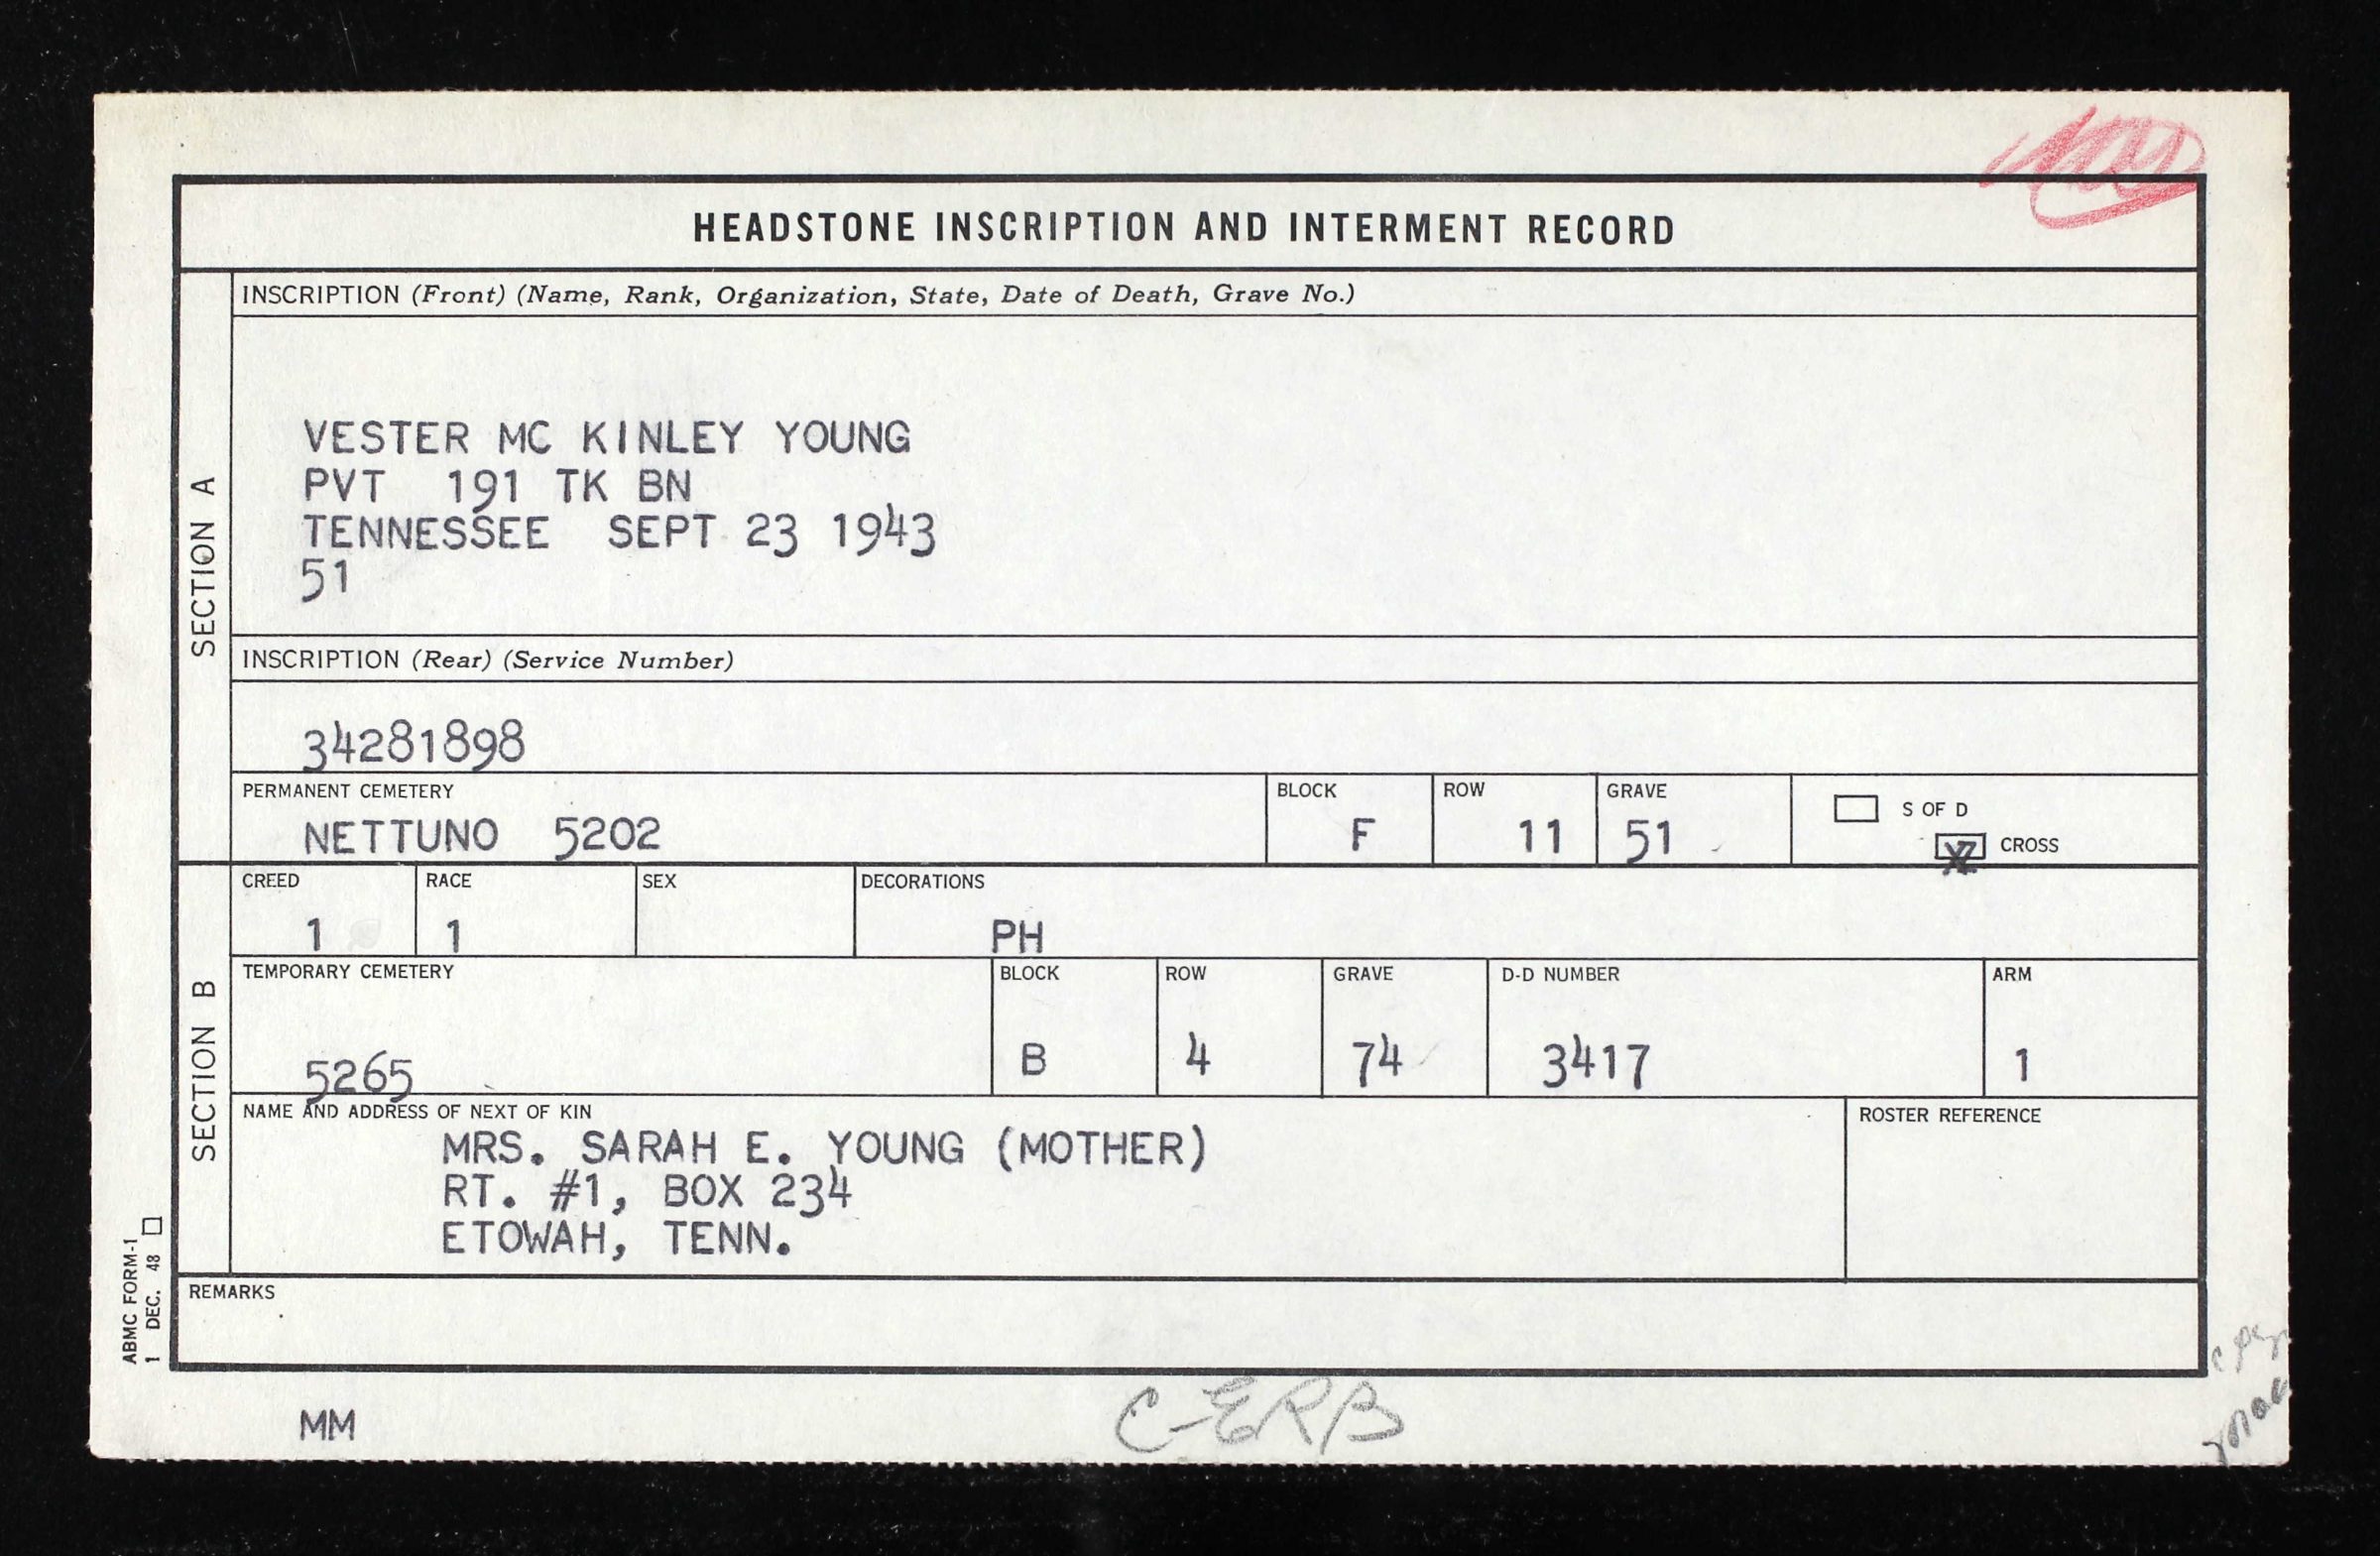 HEADSTONE INSCRIPTION AND INTERMENT RECORD
SECTION A
INSCRIPTION (Front) (Name, Rank, Organization, State, Date of Death, Grave No.)
VESTER MC KINLEY YOUNG
PVT 191 TK BN
TENNESSEE SEPT 23 1943
51
INSCRIPTION (Rear) (Service Number)
34281898
PERMANENT CEMETERY BLOCK ROW GRAVE S OF D
NETTUNO 5202 F 11 51 CROSS
SECTION B
CREED RACE SEX DECORATIONS
1 1 PH
TEMPORARY CEMETERY BLOCK ROW GRAVE D-D NUMBER ARM
5265 B 4 74 3417 1
NAME AND ADDRESS OF NEXT OF KIN ROSTER REFERENCE
MRS. SARAH E. YOUNG (MOTHER)
RT. #1, BOX 234
ETOWAH, TENN.
REMARKS
ABMC FORM-1
1 DEC. 48
MM C-ERB